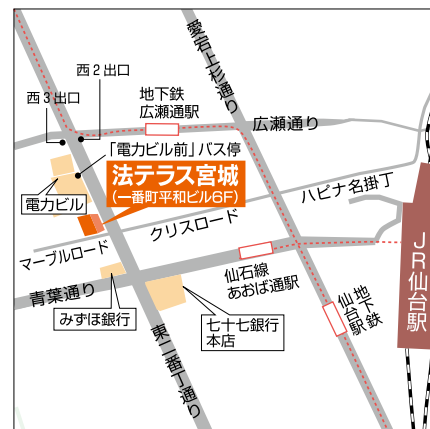 愛宕上杉通り
西2出口
西3出口
地下鉄
広瀬通駅
広瀬通り
「電力ビル前」バス停
法テラス宮城
（一番町平和ビル6F）
電力ビル
ハピナ名掛丁
クリスロード
マーブルロード
JR仙台駅
仙石線
あおば通駅
青葉通り
みずほ銀行
七十七銀行
本店
地下鉄
仙台駅
東二番丁通り